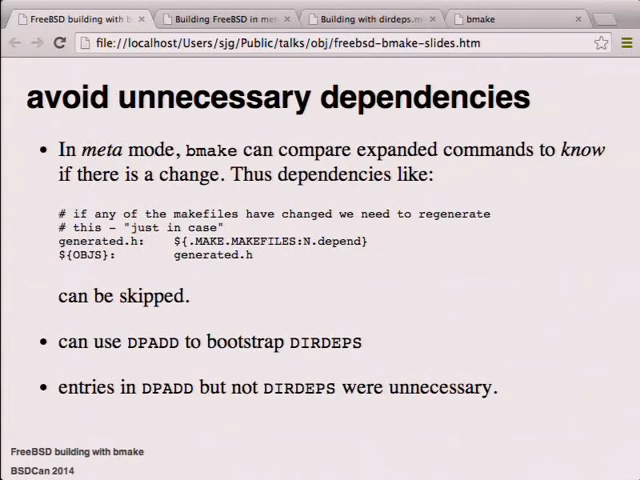 FreeBSD building with b
Building FreeBSD in met
Building with dirdeps.m
bmake
file://localhost/Users/sjg/Public/talks/obj/freebsd-bmake-slides.htm
avoid unnecessary dependencies
• In meta mode, bmake can compare expanded commands to know
if there is a change. Thus dependencies like:
# if any of the makefiles have changed we need to regenerate
# this - "just in case"
generated.h: ${.MAKE.MAKEFILES:N.depend}
${OBJS}: generated.h
can be skipped.
• can use DPADD to bootstrap DIRDEPS
• entries in DPADD but not DIRDEPS were unnecessary.
FreeBSD building with bmake
BSDCan 2014